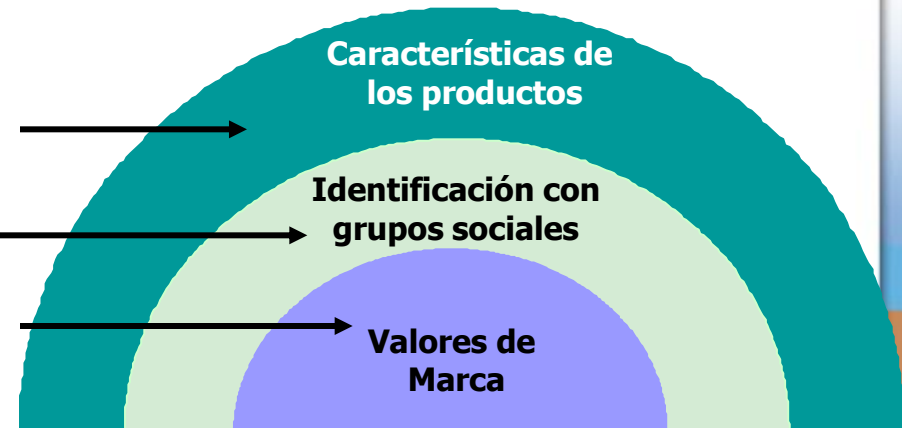 Características de
los productos
Identificación con
grupos sociales
Valores de
Marca